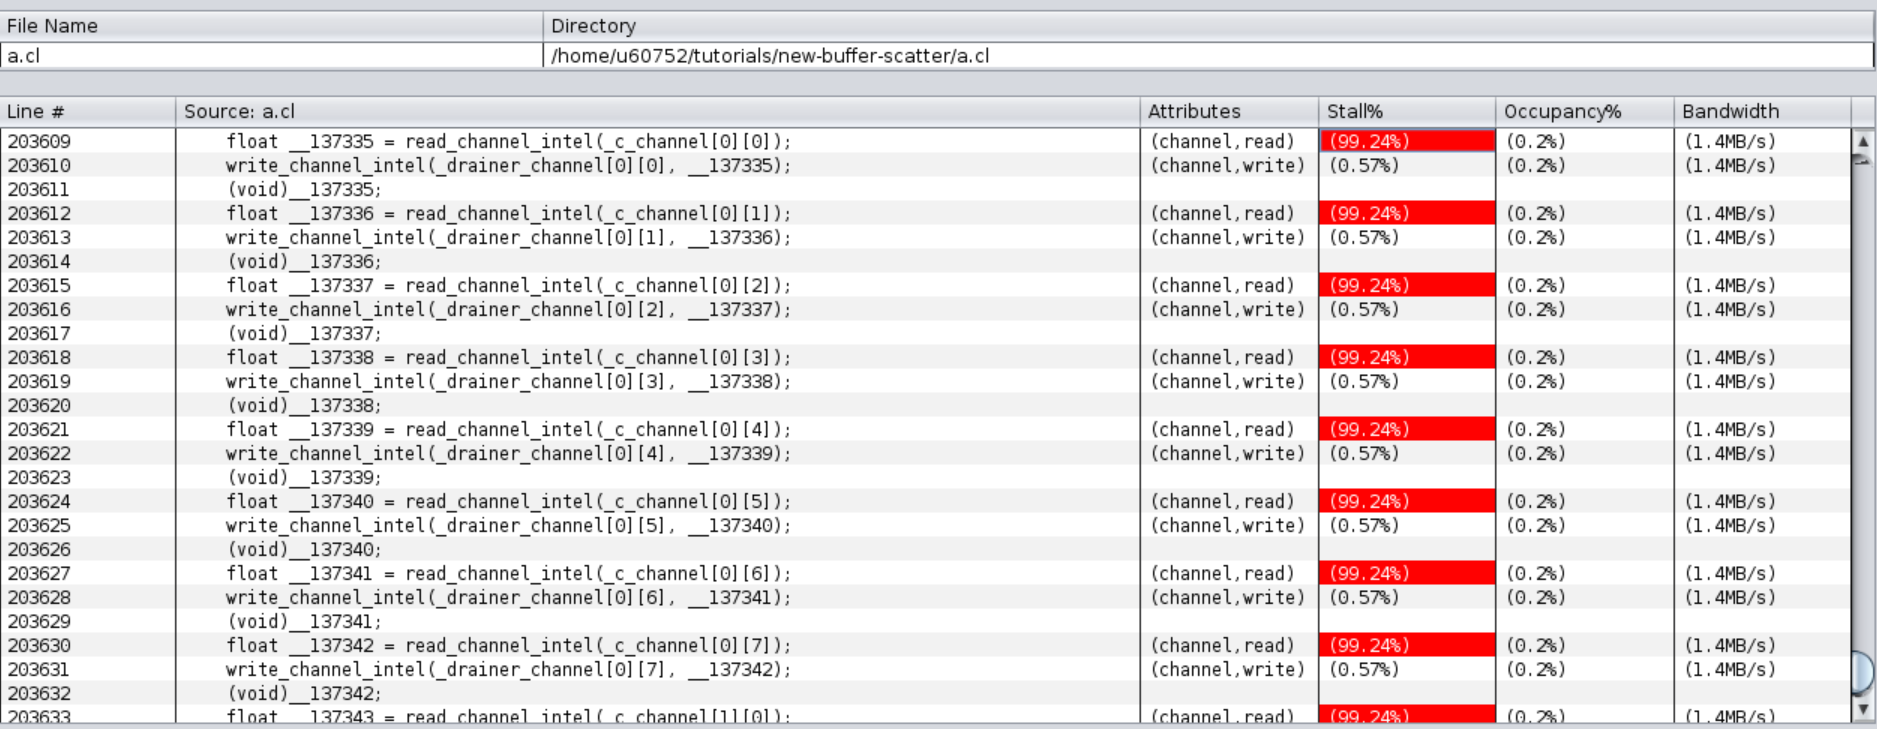 File Name Directory
a.cl /home/u60752/tutorials/new-buffer-scatter/a.cl
Line # Source: a.cl Attributes Stall% Occupancy% Bandwidth
203609 float __137335 = read_channel_intel(_c_channel[0][0]); (channel,read) (99.24%) (0.2%) (1.4MB/s)
203610 write_channel_intel(_drainer_channel[0][0], __137335); (channel,write) (0.57%) (0.2%) (1.4MB/s)
203611 (void)__137335;
203612 float __137336 = read_channel_intel(_c_channel[0][1]); (channel,read) (99.24%) (0.2%) (1.4MB/s)
203613 write_channel_intel(_drainer_channel[0][1], __137336); (channel,write) (0.57%) (0.2%) (1.4MB/s)
203614 (void)__137336;
203615 float __137337 = read_channel_intel(_c_channel[0][2]); (channel,read) (99.24%) (0.2%) (1.4MB/s)
203616 write_channel_intel(_drainer_channel[0][2], __137337); (channel,write) (0.57%) (0.2%) (1.4MB/s)
203617 (void)__137337;
203618 float __137338 = read_channel_intel(_c_channel[0][3]); (channel,read) (99.24%) (0.2%) (1.4MB/s)
203619 write_channel_intel(_drainer_channel[0][3], __137338); (channel,write) (0.57%) (0.2%) (1.4MB/s)
203620 (void)__137338;
203621 float __137339 = read_channel_intel(_c_channel[0][4]); (channel,read) (99.24%) (0.2%) (1.4MB/s)
203622 write_channel_intel(_drainer_channel[0][4], __137339); (channel,write) (0.57%) (0.2%) (1.4MB/s)
203623 (void)__137339;
203624 float __137340 = read_channel_intel(_c_channel[0][5]); (channel,read) (99.24%) (0.2%) (1.4MB/s)
203625 write_channel_intel(_drainer_channel[0][5], __137340); (channel,write) (0.57%) (0.2%) (1.4MB/s)
203626 (void)__137340;
203627 float __137341 = read_channel_intel(_c_channel[0][6]); (channel,read) (99.24%) (0.2%) (1.4MB/s)
203628 write_channel_intel(_drainer_channel[0][6], __137341); (channel,write) (0.57%) (0.2%) (1.4MB/s)
203629 (void)__137341;
203630 float __137342 = read_channel_intel(_c_channel[0][7]); (channel,read) (99.24%) (0.2%) (1.4MB/s)
203631 write_channel_intel(_drainer_channel[0][7], __137342); (channel,write) (0.57%) (0.2%) (1.4MB/s)
203632 (void)__137342;
203633 float __137343 = read_channel_intel(_c_channel[1][0]); (channel,read) (99.24%) (0.2%) (1.4MB/s)